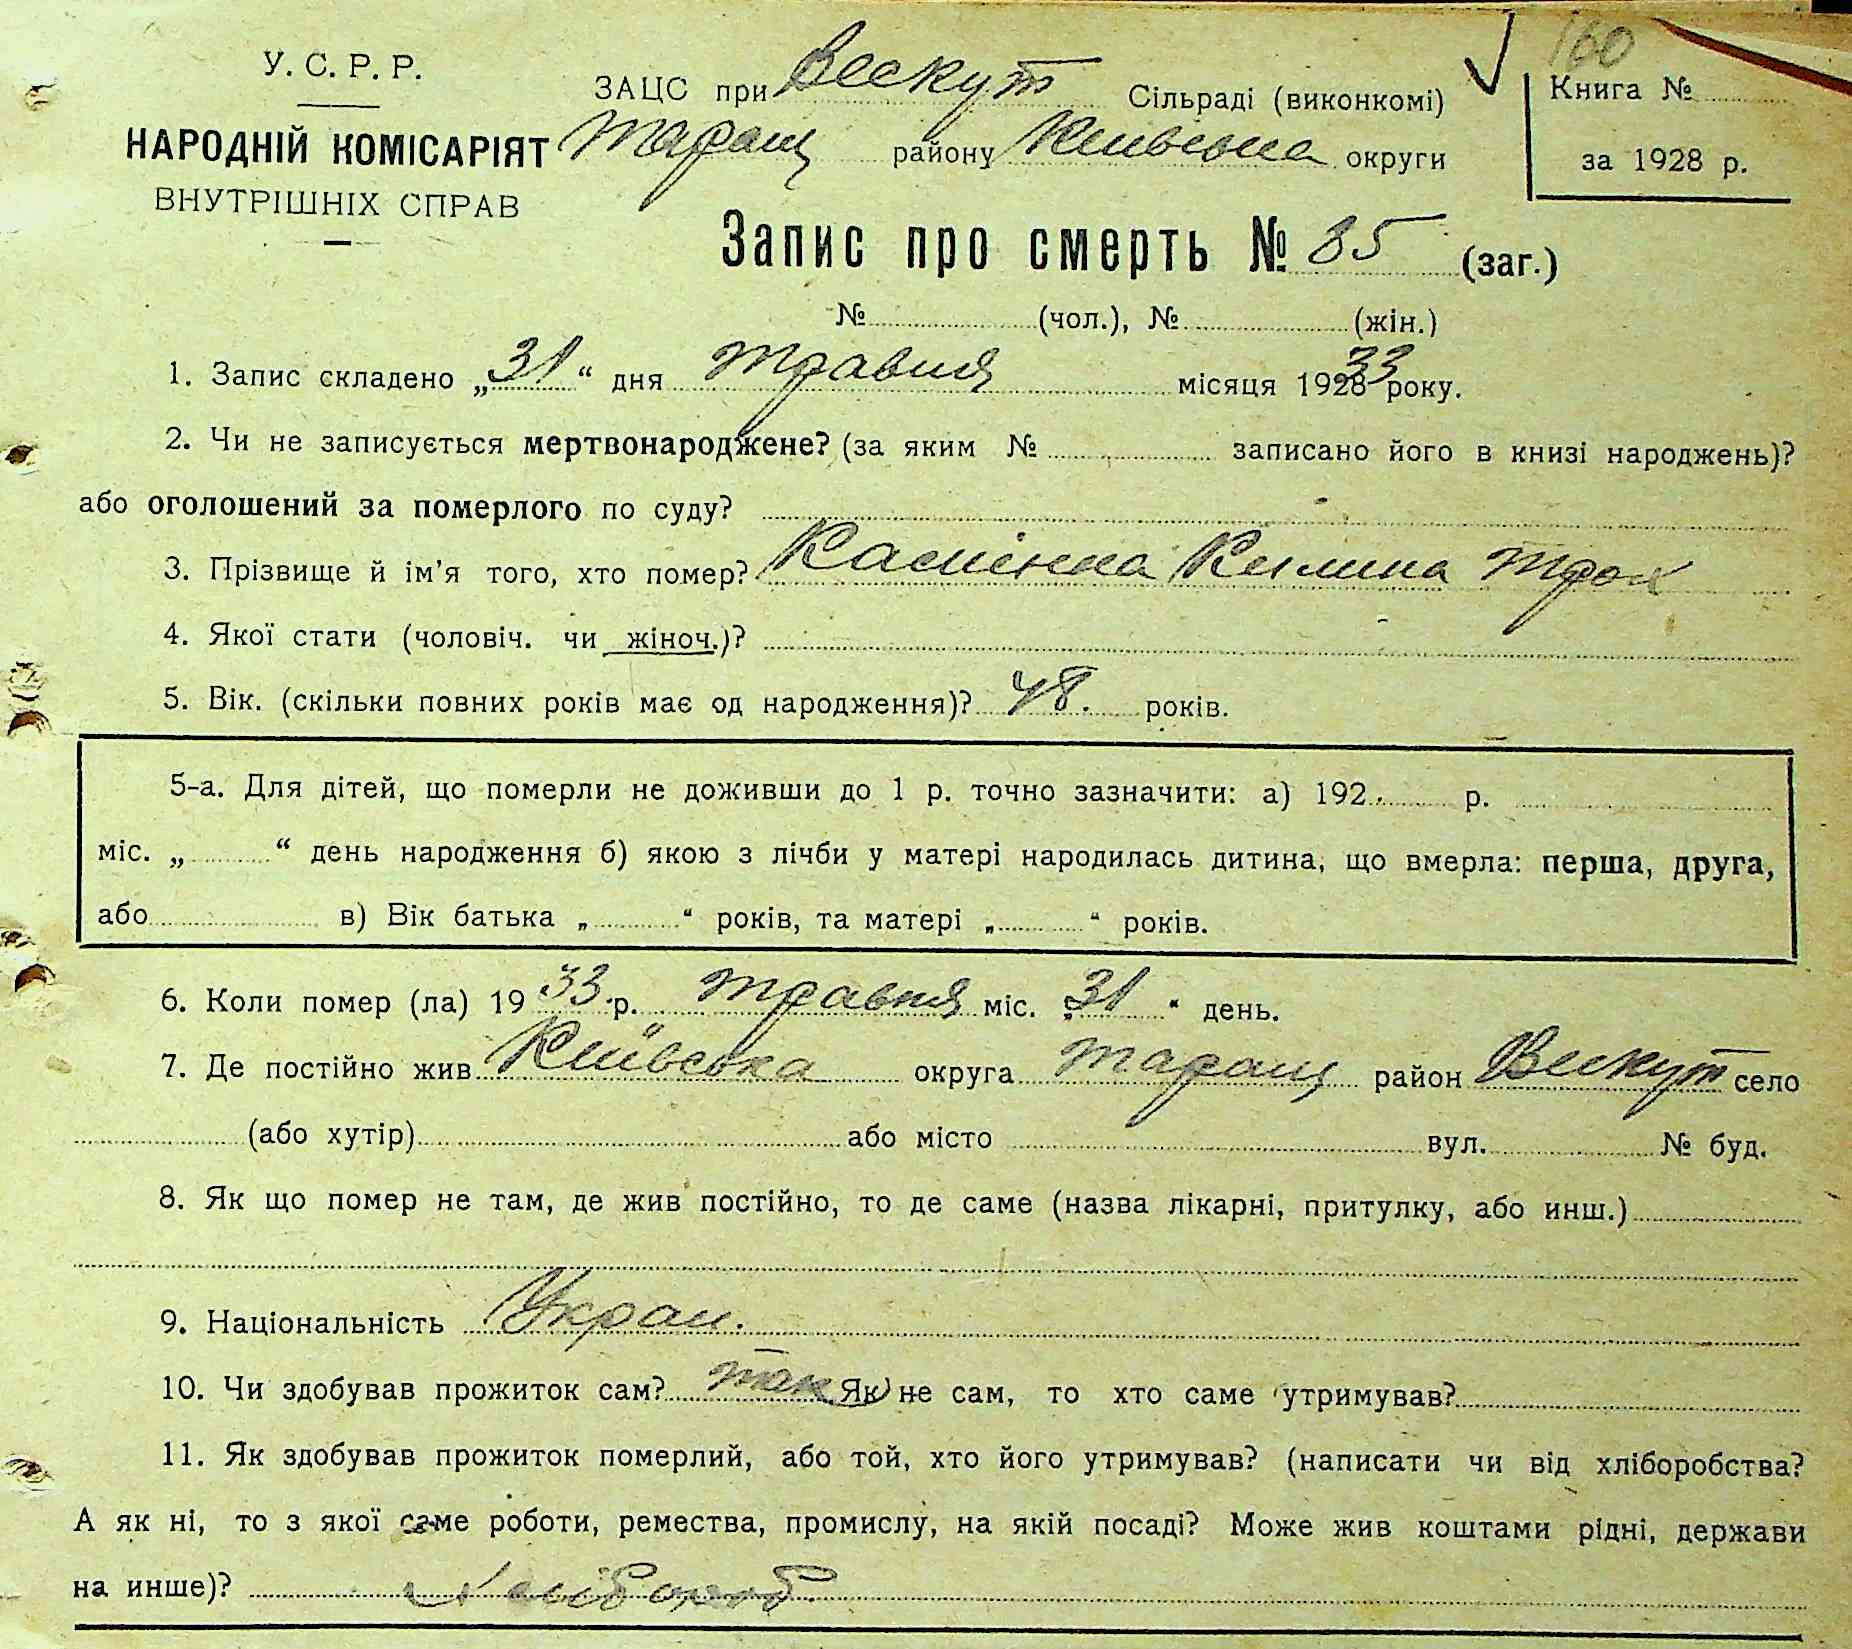 160
У. С. Р. Р.
НАРОДНІЙ КОМІСАРІЯТ
ВНУТРІШНІХ СПРАВ
ЗАЦС при Вескут Сільраді (виконкомі)
Таращ району Київська округи
Книга №
за 1928 р.
Запис про смерть № 85 (заг.)
№ (чол.), № (жін.)
1. Запис складено „31“ дня травня місяця 192833 року.
2. Чи не записується мертвонароджене? (за яким № записано його в книзі народжень)?
або оголошений за померлого по суду?
3. Прізвище й ім'я того, хто помер? Камінна Килина Трох
4. Якої стати (чоловіч. чи жіноч.)?
5. Вік. (скільки повних років має од народження)? 48. років.
5-а. Для дітей, що померли не доживши до 1 р. точно зазначити: а) 192 р.
міс. „ “ день народження б) якою з лічби у матері народилась дитина, що вмерла: перша, друга,
або в) Вік батька „ “ років, та матері „ “ років.
6. Коли помер (ла) 1933 р. травня міс. „31“ день.
7. Де постійно жив Київська округа Таращ район Вескут село
(або хутір) або місто вул. № буд.
8. Як що помер не там, де жив постійно, то де саме (назва лікарні, притулку, або инш.)
9. Національність Украи.
10. Чи здобував прожиток сам? так Як не сам, то хто саме утримував?
11. Як здобував прожиток померлий, або той, хто його утримував? (написати чи від хліборобства?
А як ні, то з якої саме роботи, ремества, промислу, на якій посаді? Може жив коштами рідні, держави
на инше)? хлібороб.